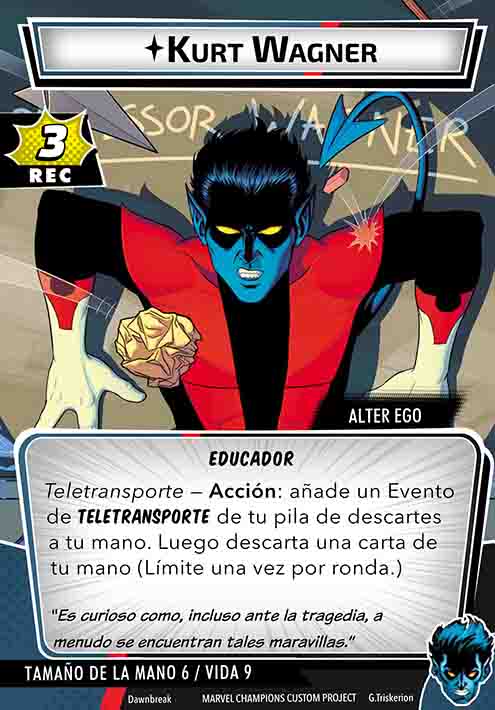 Kurt Wagner
ESSOR WAGNER
3
REC
ALTER EGO
EDUCADOR
Teletransporte – Acción: añade un Evento
de TELETRANSPORTE de tu pila de descartes
a tu mano. Luego descarta una carta de
tu mano (Límite una vez por ronda.)
"Es curioso como, incluso ante la tragedia, a
menudo se encuentran tales maravillas."
TAMAÑO DE LA MANO 6 / VIDA 9
Dawnbreak MARVEL CHAMPIONS CUSTOM PROJECT G.Triskerion